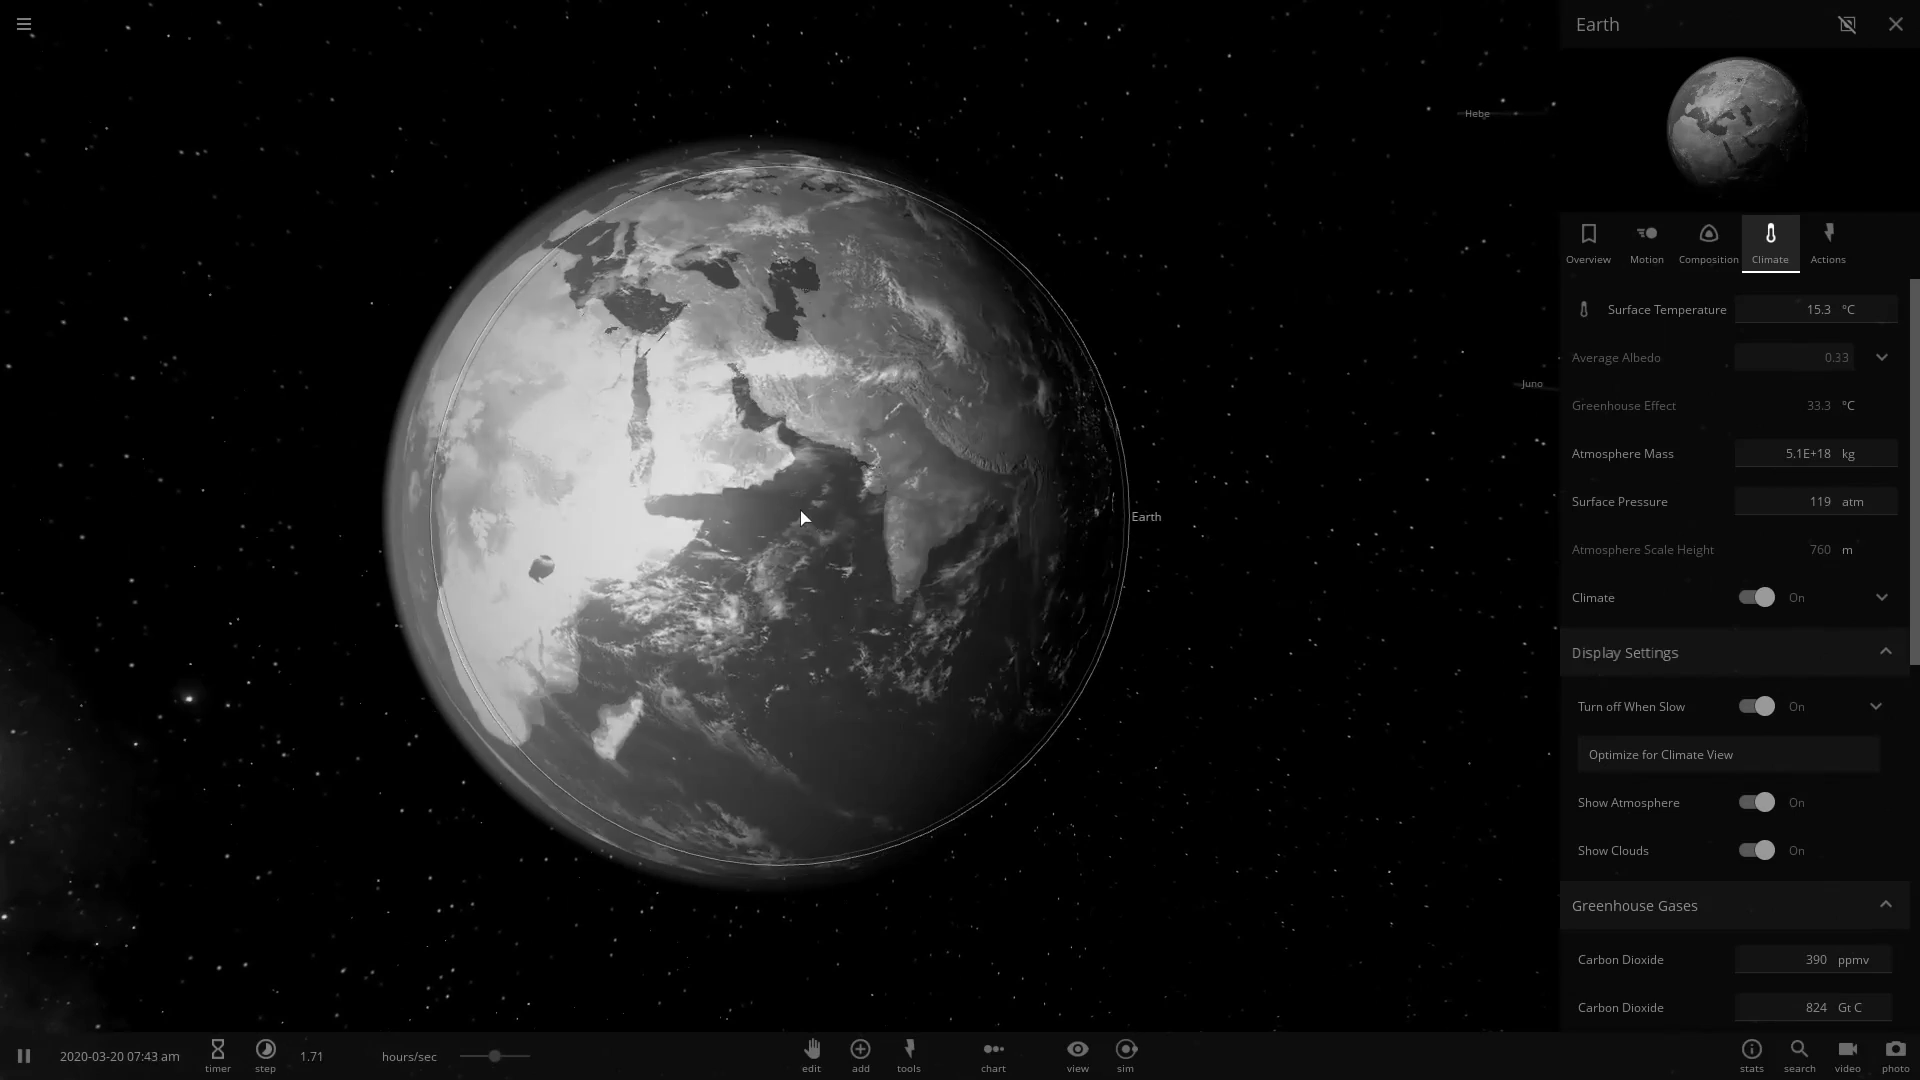 Earth
Hebe
Overview Motion Composition Climate Actions
Surface Temperature 15.3 °C
Average Albedo 0.33
Juno
Greenhouse Effect 33.3 °C
Atmosphere Mass 5.1E+18 kg
Surface Pressure 119 atm
Earth
Atmosphere Scale Height 760 m
Climate On
Display Settings
Turn off When Slow On
Optimize for Climate View
Show Atmosphere On
Show Clouds On
Greenhouse Gases
Carbon Dioxide 390 ppmv
Carbon Dioxide 824 Gt C
2020-03-20 07:43 am timer step 1.71 hours/sec edit add tools chart view sim stats search video photo